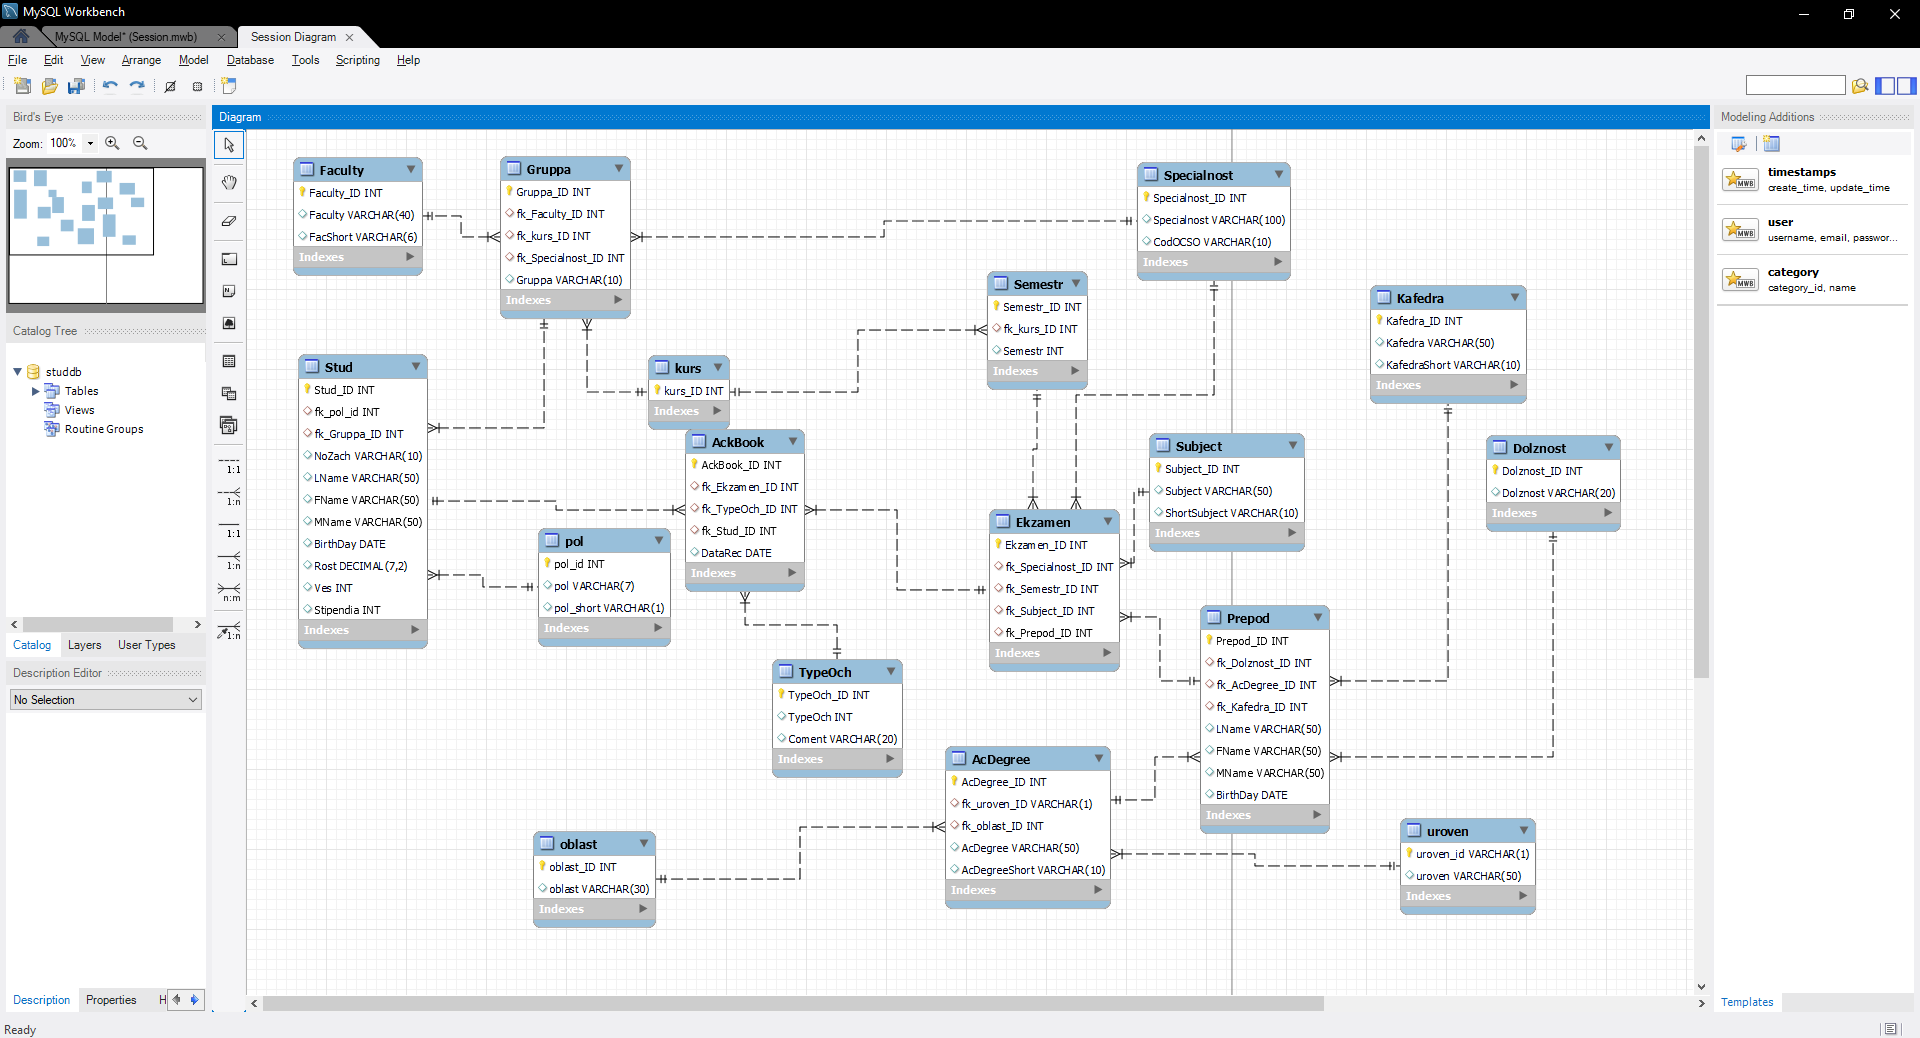 MySQL Workbench
MySQL Model* (Session.mwb)
Session Diagram
File Edit View Arrange Model Database Tools Scripting Help
Bird's Eye
Zoom: 100%
Catalog Tree
studdb
Tables
Views
Routine Groups
Catalog Layers User Types
Description Editor
No Selection
Description Properties H
Ready
Diagram
1:1
1:n
1:1
1:n
n:m
1:n
Faculty
Faculty_ID INT
Faculty VARCHAR(40)
FacShort VARCHAR(6)
Indexes
Gruppa
Gruppa_ID INT
fk_Faculty_ID INT
fk_kurs_ID INT
fk_Specialnost_ID INT
Gruppa VARCHAR(10)
Indexes
Specialnost
Specialnost_ID INT
Specialnost VARCHAR(100)
CodOCSO VARCHAR(10)
Indexes
Semestr
Semestr_ID INT
fk_kurs_ID INT
Semestr INT
Indexes
Kafedra
Kafedra_ID INT
Kafedra VARCHAR(50)
KafedraShort VARCHAR(10)
Indexes
Stud
Stud_ID INT
fk_pol_id INT
fk_Gruppa_ID INT
NoZach VARCHAR(10)
LName VARCHAR(50)
FName VARCHAR(50)
MName VARCHAR(50)
BirthDay DATE
Rost DECIMAL(7,2)
Ves INT
Stipendia INT
Indexes
kurs
kurs_ID INT
Indexes
AckBook
AckBook_ID INT
fk_Ekzamen_ID INT
fk_TypeOch_ID INT
fk_Stud_ID INT
DataRec DATE
Indexes
Subject
Subject_ID INT
Subject VARCHAR(50)
ShortSubject VARCHAR(10)
Indexes
Dolznost
Dolznost_ID INT
Dolznost VARCHAR(20)
Indexes
pol
pol_id INT
pol VARCHAR(7)
pol_short VARCHAR(1)
Indexes
Ekzamen
Ekzamen_ID INT
fk_Specialnost_ID INT
fk_Semestr_ID INT
fk_Subject_ID INT
fk_Prepod_ID INT
Indexes
Prepod
Prepod_ID INT
fk_Dolznost_ID INT
fk_AcDegree_ID INT
fk_Kafedra_ID INT
LName VARCHAR(50)
FName VARCHAR(50)
MName VARCHAR(50)
BirthDay DATE
Indexes
TypeOch
TypeOch_ID INT
TypeOch INT
Coment VARCHAR(20)
Indexes
AcDegree
AcDegree_ID INT
fk_uroven_ID VARCHAR(1)
fk_oblast_ID INT
AcDegree VARCHAR(50)
AcDegreeShort VARCHAR(10)
Indexes
oblast
oblast_ID INT
oblast VARCHAR(30)
Indexes
uroven
uroven_id VARCHAR(1)
uroven VARCHAR(50)
Indexes
Modeling Additions
MWB
timestamps
create_time, update_time
MWB
user
username, email, passwor...
MWB
category
category_id, name
Templates